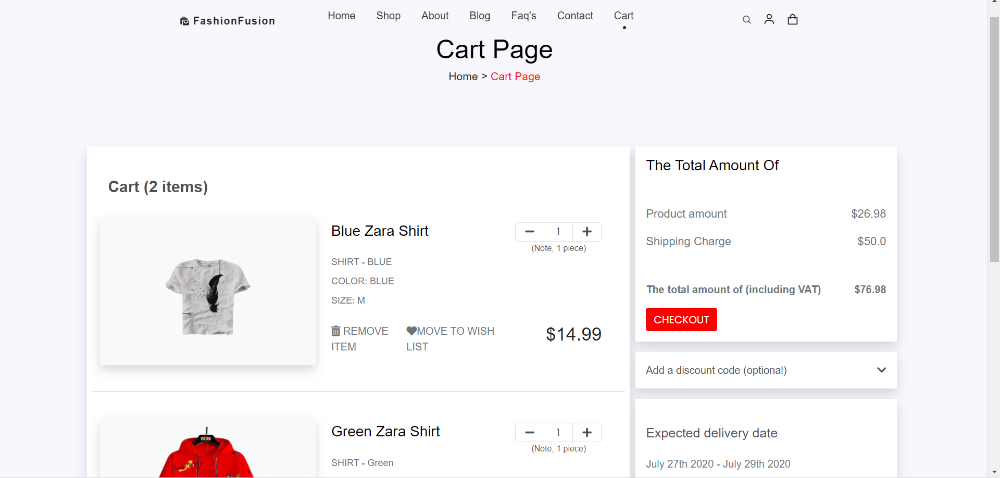 FashionFusion
Home Shop About Blog Faq's Contact Cart
Cart Page
Home > Cart Page
Cart (2 items)
Blue Zara Shirt
1
(Note, 1 piece)
SHIRT - BLUE
COLOR: BLUE
SIZE: M
REMOVE ITEM
MOVE TO WISH LIST
$14.99
NB
Green Zara Shirt
1
(Note, 1 piece)
SHIRT - Green
The Total Amount Of
Product amount $26.98
Shipping Charge $50.0
The total amount of (including VAT) $76.98
CHECKOUT
Add a discount code (optional)
Expected delivery date
July 27th 2020 - July 29th 2020